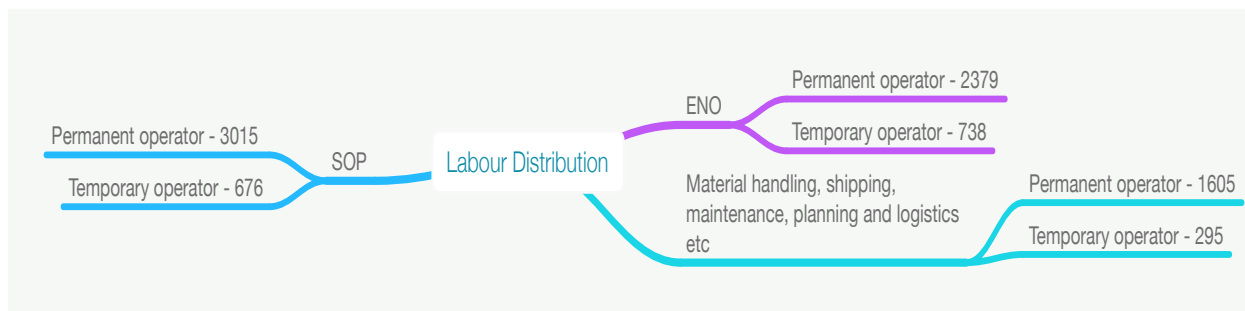 Labour Distribution
SOP
Permanent operator - 3015
Temporary operator - 676
ENO
Permanent operator - 2379
Temporary operator - 738
Material handling, shipping,
maintenance, planning and logistics
etc
Permanent operator - 1605
Temporary operator - 295